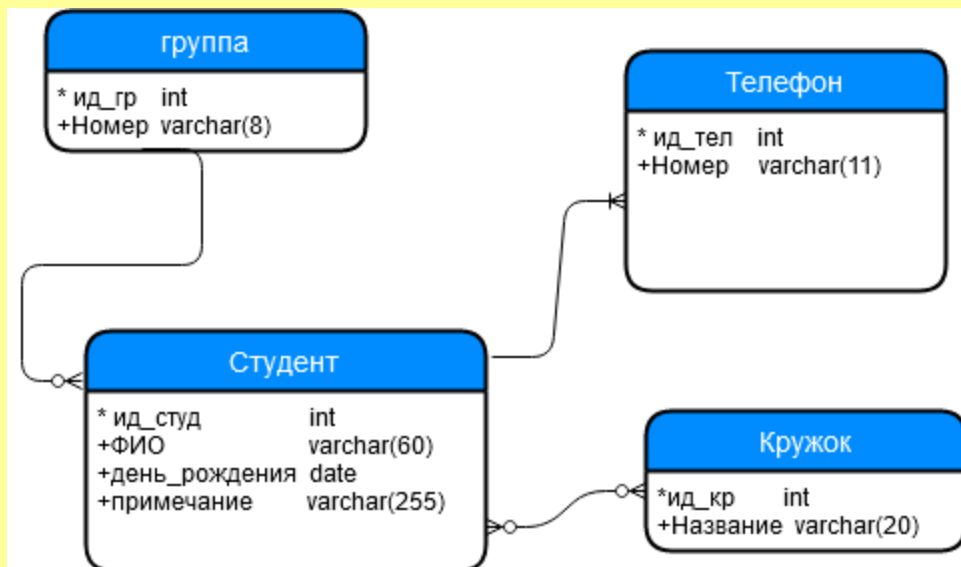 группа
* ид_гр int
+Номер varchar(8)
Телефон
* ид_тел int
+Номер varchar(11)
Студент
* ид_студ int
+ФИО varchar(60)
+день_рождения date
+примечание varchar(255)
Кружок
*ид_кр int
+Название varchar(20)